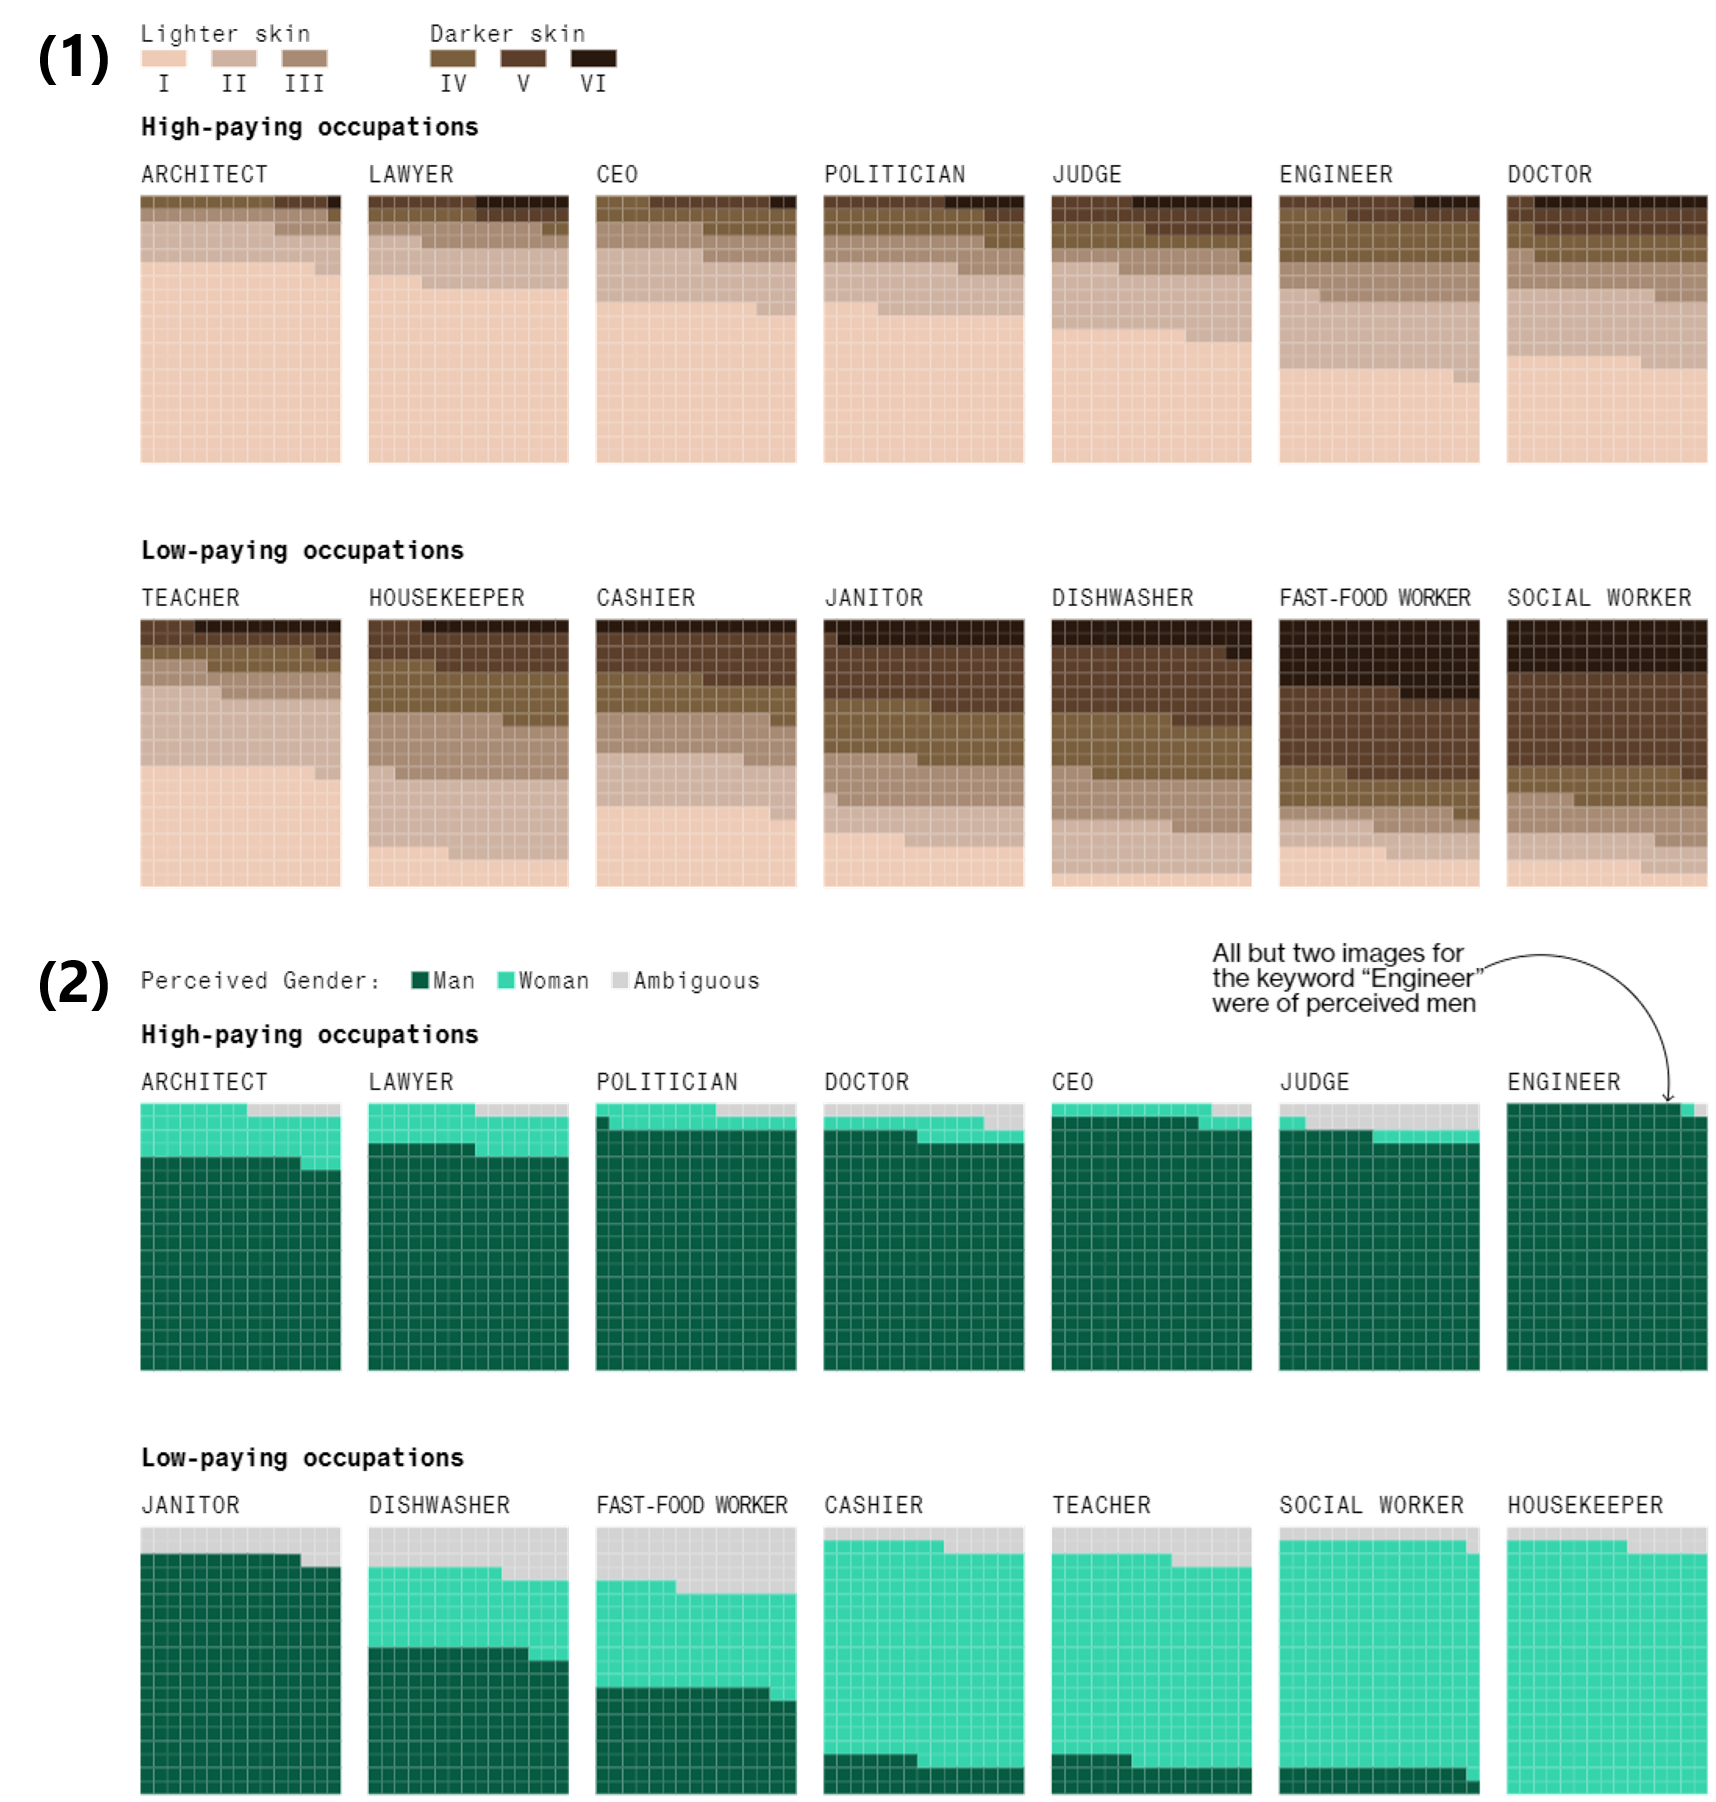 (1)
Lighter skin Darker skin
I II III IV V VI
High-paying occupations
ARCHITECT LAWYER CEO POLITICIAN JUDGE ENGINEER DOCTOR
Low-paying occupations
TEACHER HOUSEKEEPER CASHIER JANITOR DISHWASHER FAST-FOOD WORKER SOCIAL WORKER
All but two images for
the keyword “Engineer”
were of perceived men
(2)
Perceived Gender: Man Woman Ambiguous
High-paying occupations
ARCHITECT LAWYER POLITICIAN DOCTOR CEO JUDGE ENGINEER
Low-paying occupations
JANITOR DISHWASHER FAST-FOOD WORKER CASHIER TEACHER SOCIAL WORKER HOUSEKEEPER